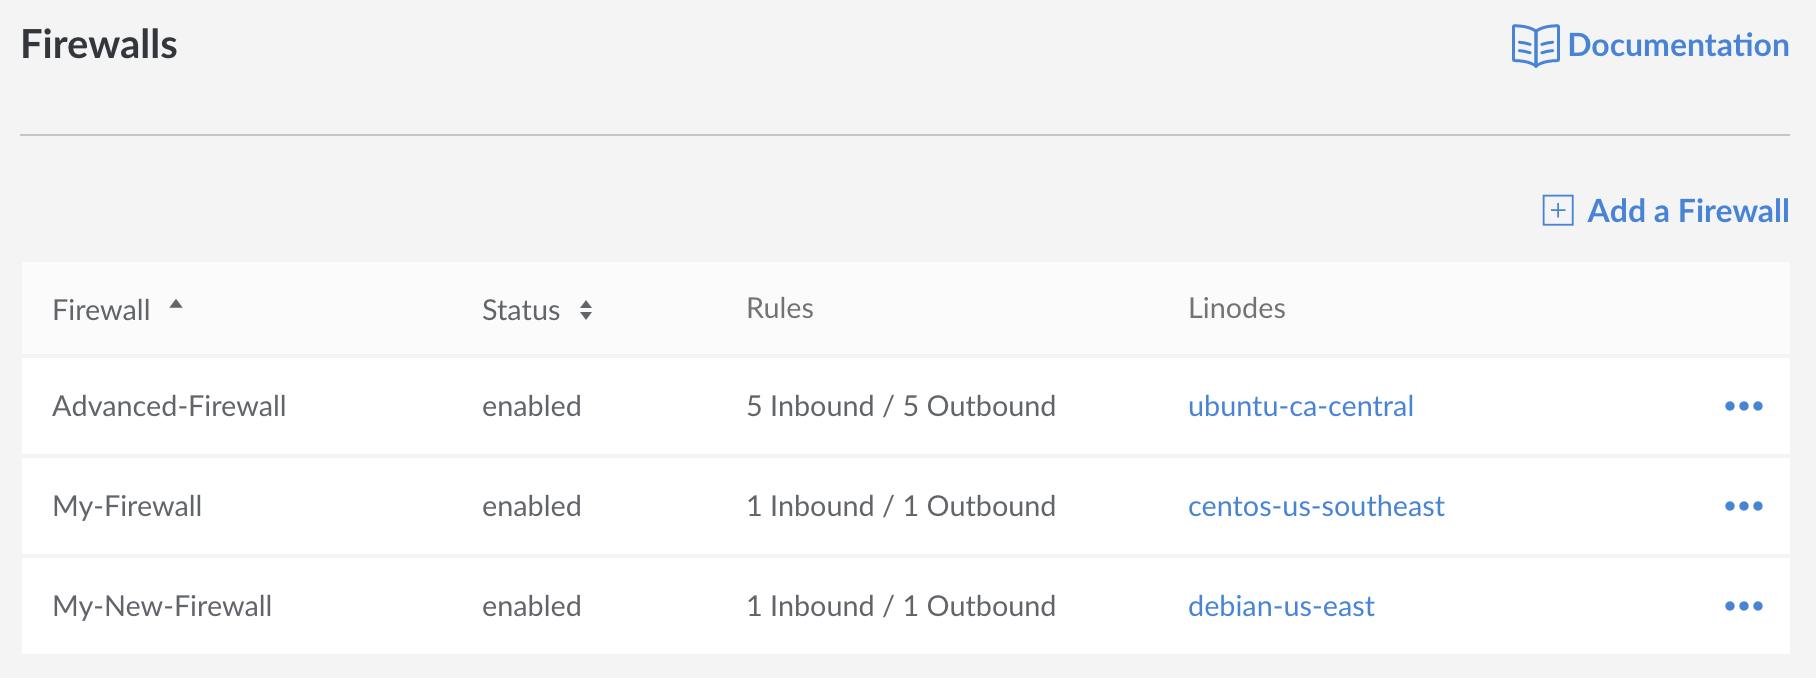 Firewalls
Documentation
Add a Firewall
Firewall Status Rules Linodes
Advanced-Firewall enabled 5 Inbound / 5 Outbound ubuntu-ca-central
My-Firewall enabled 1 Inbound / 1 Outbound centos-us-southeast
My-New-Firewall enabled 1 Inbound / 1 Outbound debian-us-east